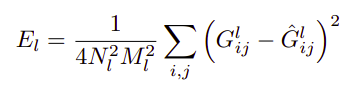 $E_l = \frac{1}{4N_l^2 M_l^2} \sum_{i,j} \left( G_{ij}^l - \hat{G}_{ij}^l \right)^2$